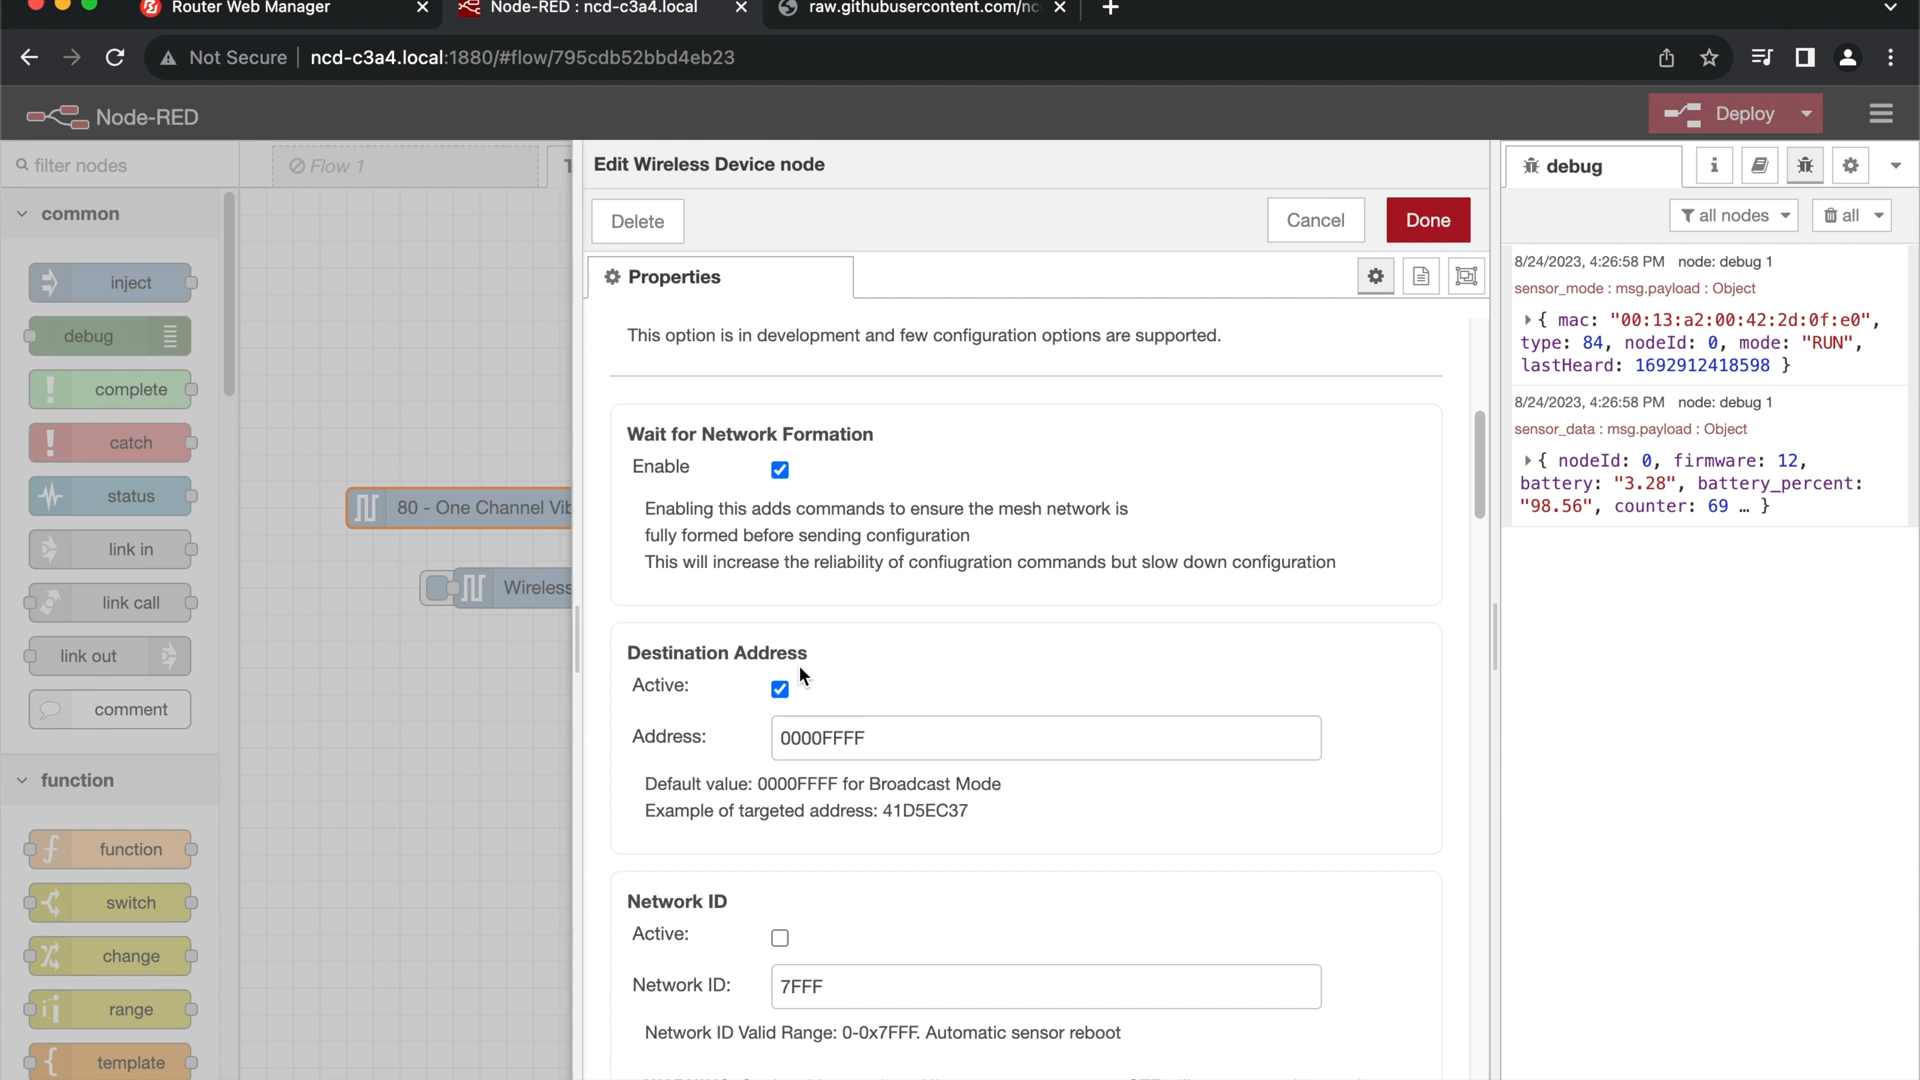 Router Web Manager
Node-RED : ncd-c3a4.local
raw.githubusercontent.com/nc
Not Secure
ncd-c3a4.local:1880/#flow/795cdb52bbd4eb23
Node-RED
Deploy
filter nodes
Flow 1
Edit Wireless Device node
debug
Delete
Cancel
Done
all nodes
all
Properties
common
inject
debug
complete
catch
status
link in
link call
link out
comment
function
function
switch
change
range
template
80 - One Channel Vib
Wireless
This option is in development and few configuration options are supported.
Wait for Network Formation
Enable
Enabling this adds commands to ensure the mesh network is
fully formed before sending configuration
This will increase the reliability of confiugration commands but slow down configuration
Destination Address
Active:
Address:
0000FFFF
Default value: 0000FFFF for Broadcast Mode
Example of targeted address: 41D5EC37
Network ID
Active:
Network ID:
7FFF
Network ID Valid Range: 0-0x7FFF. Automatic sensor reboot
8/24/2023, 4:26:58 PM node: debug 1
sensor_mode : msg.payload : Object
{ mac: "00:13:a2:00:42:2d:0f:e0",
type: 84, nodeId: 0, mode: "RUN",
lastHeard: 1692912418598 }
8/24/2023, 4:26:58 PM node: debug 1
sensor_data : msg.payload : Object
{ nodeId: 0, firmware: 12,
battery: "3.28", battery_percent:
"98.56", counter: 69 … }